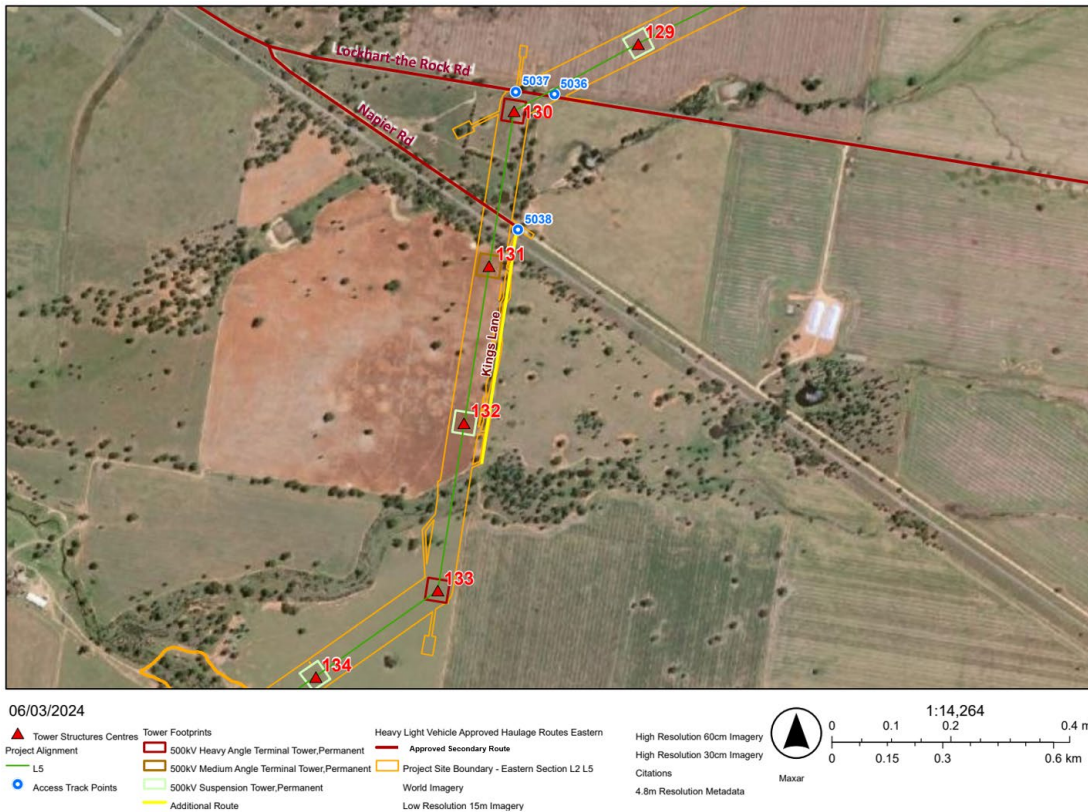 129
Lockhart-the Rock Rd
5037
5036
130
Napier Rd
5038
131
Kings Lane
132
133
134
06/03/2024
Tower Structures Centres
Project Alignment
L5
Access Track Points
Tower Footprints
500kV Heavy Angle Terminal Tower,Permanent
500kV Medium Angle Terminal Tower,Permanent
500kV Suspension Tower,Permanent
Additional Route
Heavy Light Vehicle Approved Haulage Routes Eastern
Approved Secondary Route
Project Site Boundary - Eastern Section L2 L5
World Imagery
Low Resolution 15m Imagery
High Resolution 60cm Imagery
High Resolution 30cm Imagery
Citations
4.8m Resolution Metadata
Maxar
1:14,264
0 0.1 0.2 0.4 m
0 0.15 0.3 0.6 km